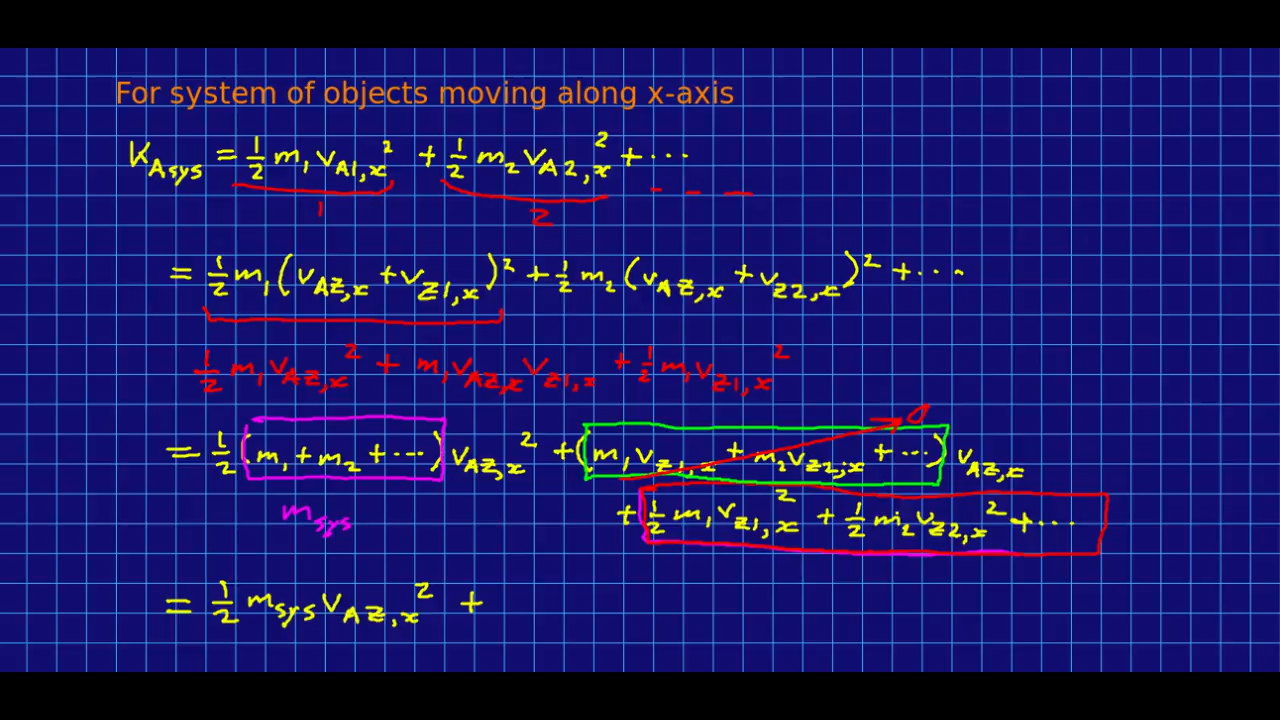 For system of objects moving along x-axis
K_Asys = 1/2 m₁ v_A1,x² + 1/2 m₂ v_A2,x² + ···
1 2
= 1/2 m₁ (v_AZ,x + v_Z1,x)² + 1/2 m₂ (v_AZ,x + v_Z2,x)² + ···
1/2 m₁ v_AZ,x² + m₁ v_AZ,x v_Z1,x + 1/2 m₁ v_Z1,x²
0
= 1/2 (m₁ + m₂ + ···) v_AZ,x² + (m₁ v_Z1,x + m₂ v_Z2,x + ···) v_AZ,x
m_sys + 1/2 m₁ v_Z1,x² + 1/2 m₂ v_Z2,x² + ···
= 1/2 m_sys v_AZ,x² +